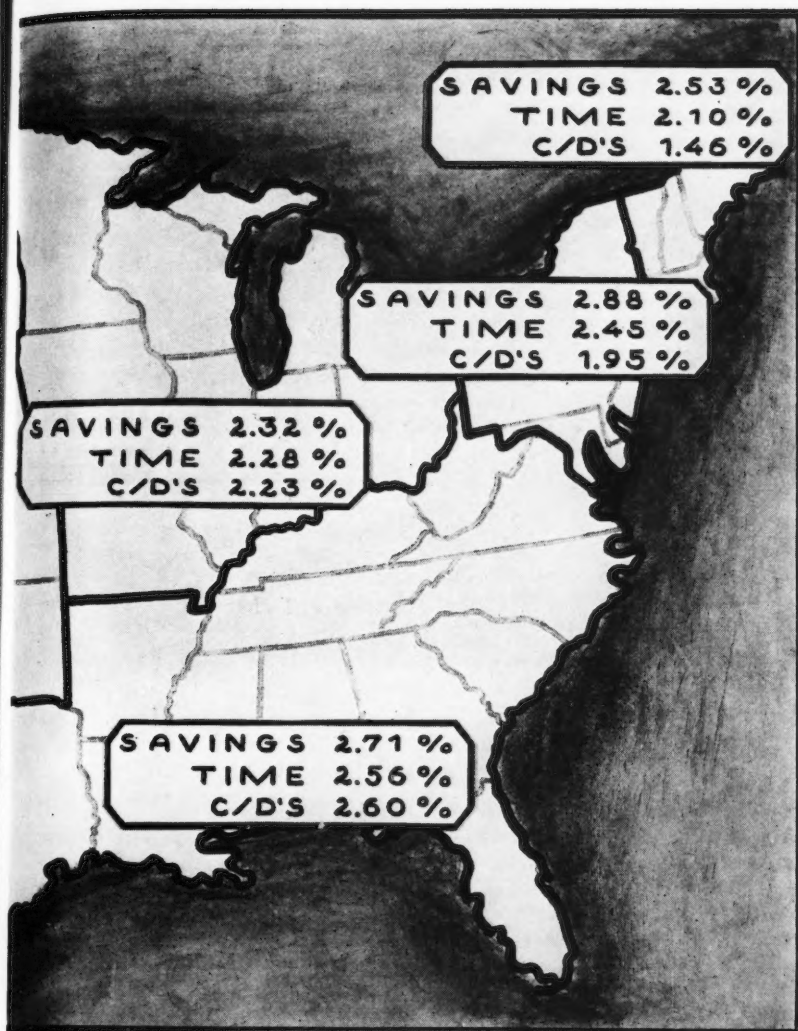 SAVINGS 2.53%
TIME 2.10%
C/D'S 1.46%
SAVINGS 2.88%
TIME 2.45%
C/D'S 1.95%
SAVINGS 2.32%
TIME 2.28%
C/D'S 2.23%
SAVINGS 2.71%
TIME 2.56%
C/D'S 2.60%